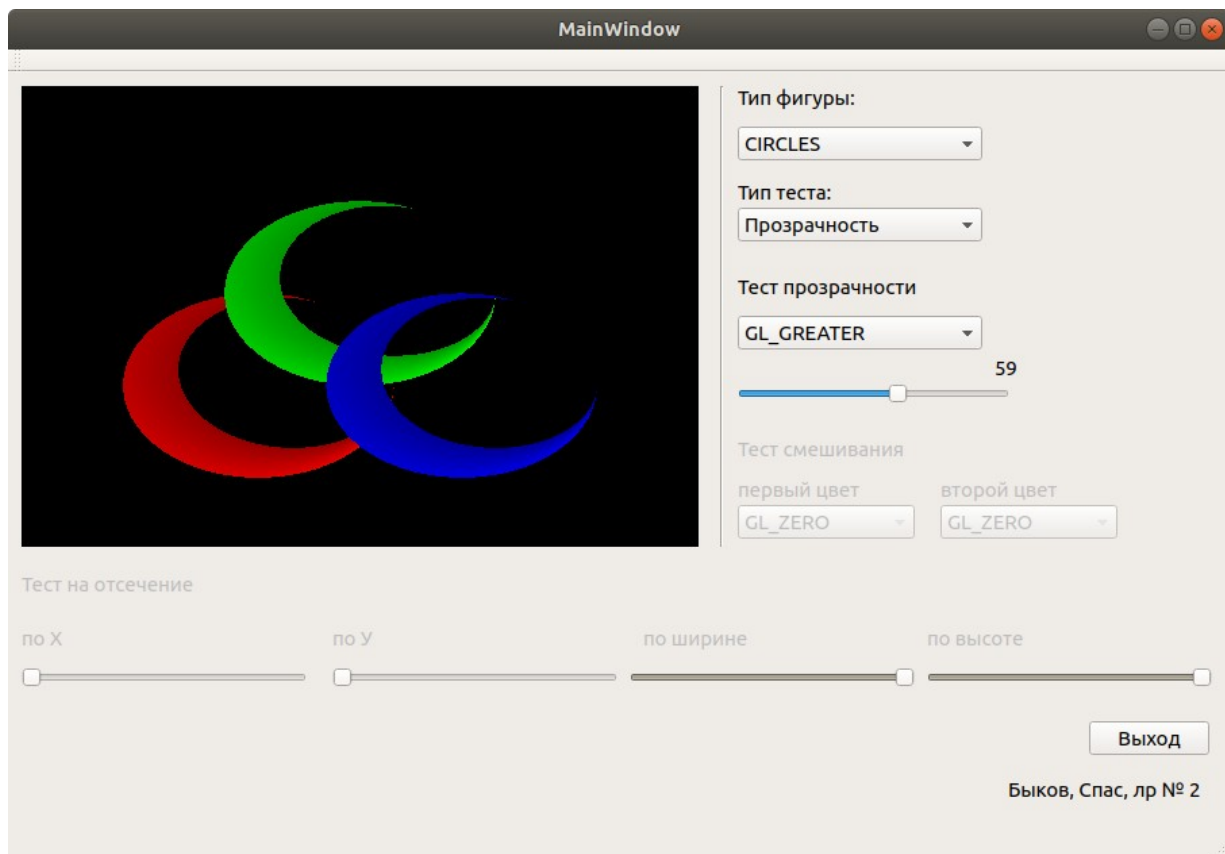 MainWindow
Тип фигуры:
CIRCLES
Тип теста:
Прозрачность
Тест прозрачности
GL_GREATER
59
Тест смешивания
первый цвет второй цвет
GL_ZERO GL_ZERO
Тест на отсечение
по X по У по ширине по высоте
Выход
Быков, Спас, лр № 2